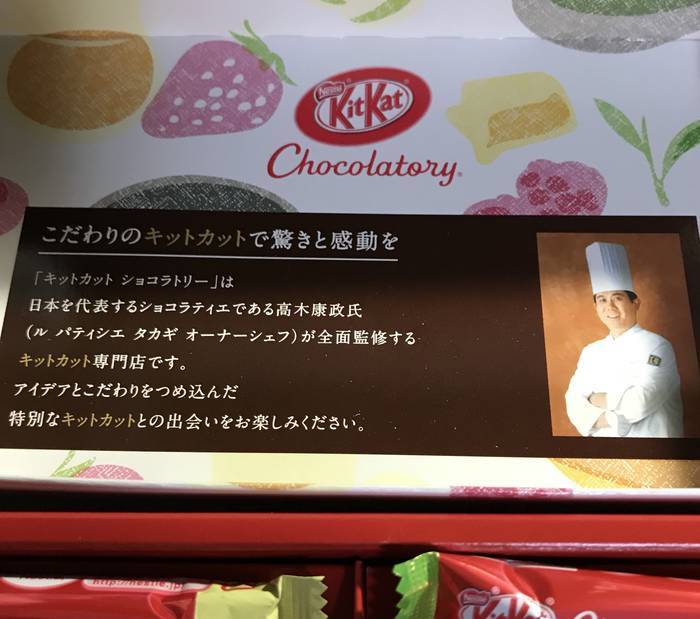 Nestlé
KitKat
Chocolatory®
こだわりのキットカットで驚きと感動を
「キットカット ショコラトリー」は
日本を代表するショコラティエである高木康政氏
(ル パティシエ タカギ オーナーシェフ)が全面監修する
キットカット専門店です。
アイデアとこだわりをつめ込んだ
特別なキットカットとの出会いをお楽しみください。
http://nestle.jp
KitKat